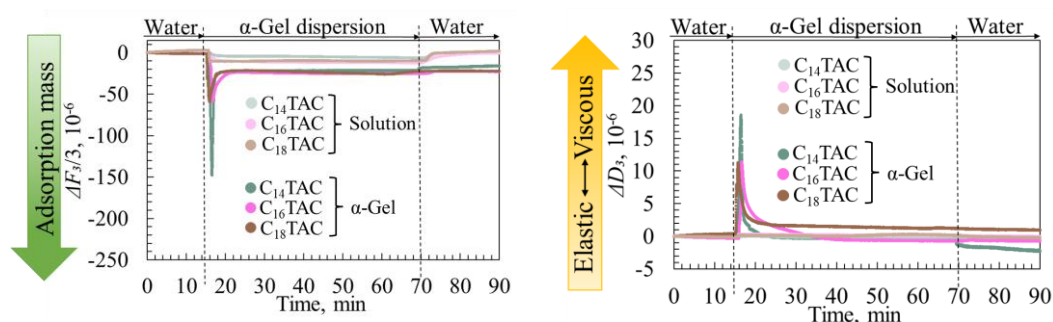 Water α-Gel dispersion Water
Adsorption mass
ΔF₃/3, 10⁻⁶
0
-50
-100
-150
-200
-250
C₁₄TAC
C₁₆TAC
C₁₈TAC
Solution
C₁₄TAC
C₁₆TAC
C₁₈TAC
α-Gel
0 10 20 30 40 50 60 70 80 90
Time, min
Water α-Gel dispersion Water
Elastic ⟷ Viscous
ΔD₃, 10⁻⁶
30
25
20
15
10
5
0
-5
C₁₄TAC
C₁₆TAC
C₁₈TAC
Solution
C₁₄TAC
C₁₆TAC
C₁₈TAC
α-Gel
0 10 20 30 40 50 60 70 80 90
Time, min